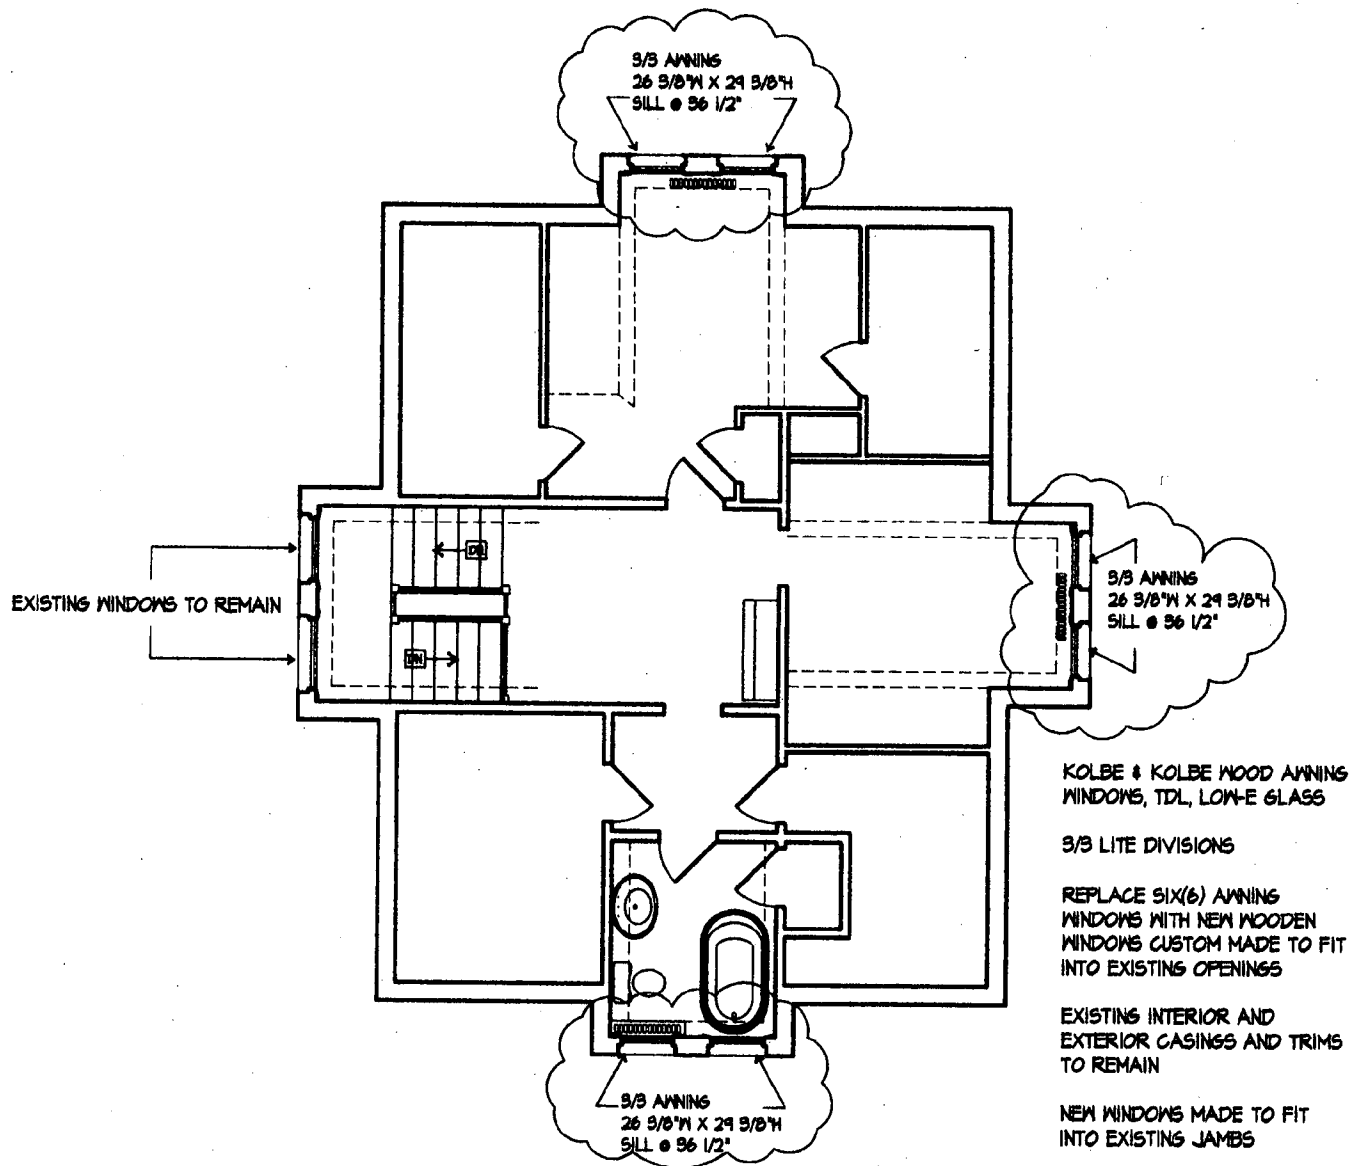 3/3 AWNING
26 3/8"W X 29 3/8"H
SILL @ 36 1/2"
DN
EXISTING WINDOWS TO REMAIN
DN
3/3 AWNING
26 3/8"W X 29 3/8"H
SILL @ 36 1/2"
KOLBE & KOLBE WOOD AWNING
WINDOWS, TDL, LOW-E GLASS
3/3 LITE DIVISIONS
REPLACE SIX(6) AWNING
WINDOWS WITH NEW WOODEN
WINDOWS CUSTOM MADE TO FIT
INTO EXISTING OPENINGS
EXISTING INTERIOR AND
EXTERIOR CASINGS AND TRIMS
TO REMAIN
NEW WINDOWS MADE TO FIT
INTO EXISTING JAMBS
3/3 AWNING
26 3/8"W X 29 3/8"H
SILL @ 36 1/2"